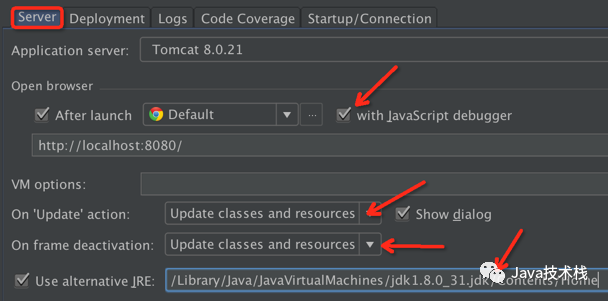 Server Deployment Logs Code Coverage Startup/Connection
Application server: Tomcat 8.0.21
Open browser
After launch Default ... with JavaScript debugger
http://localhost:8080/
VM options:
On 'Update' action: Update classes and resources Show dialog
On frame deactivation: Update classes and resources
Use alternative JRE: /Library/Java/JavaVirtualMachines/jdk1.8.0_31.jdk/Contents/Home
Java技术栈